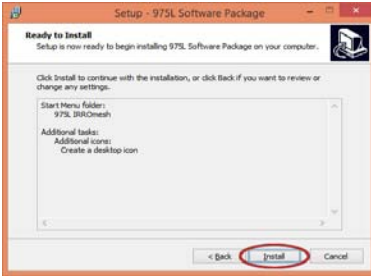 Setup - 975L Software Package
Ready to Install
Setup is now ready to begin installing 975L Software Package on your computer.
Click Install to continue with the installation, or click Back if you want to review or
change any settings.
Start Menu folder:
975L IRROmesh
Additional tasks:
Additional icons:
Create a desktop icon
< Back
Install
Cancel